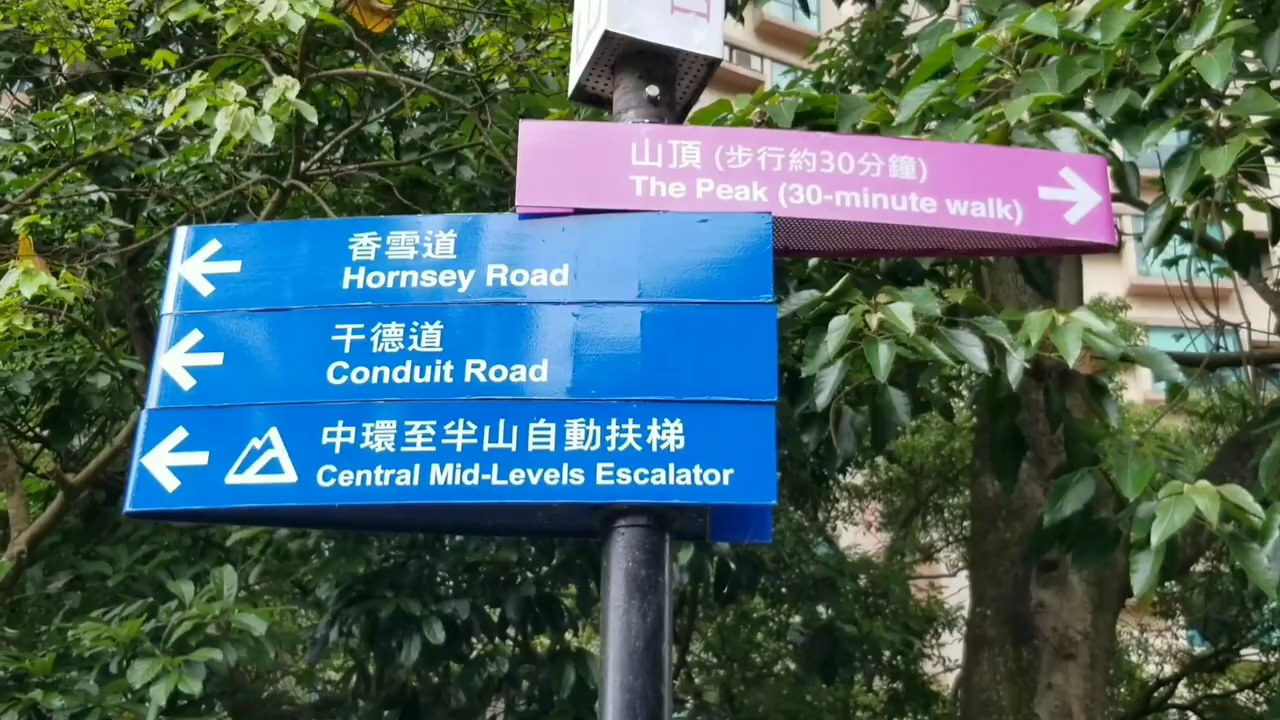 山頂 (步行約30分鐘)
The Peak (30-minute walk)
香雪道
Hornsey Road
干德道
Conduit Road
中環至半山自動扶梯
Central Mid-Levels Escalator